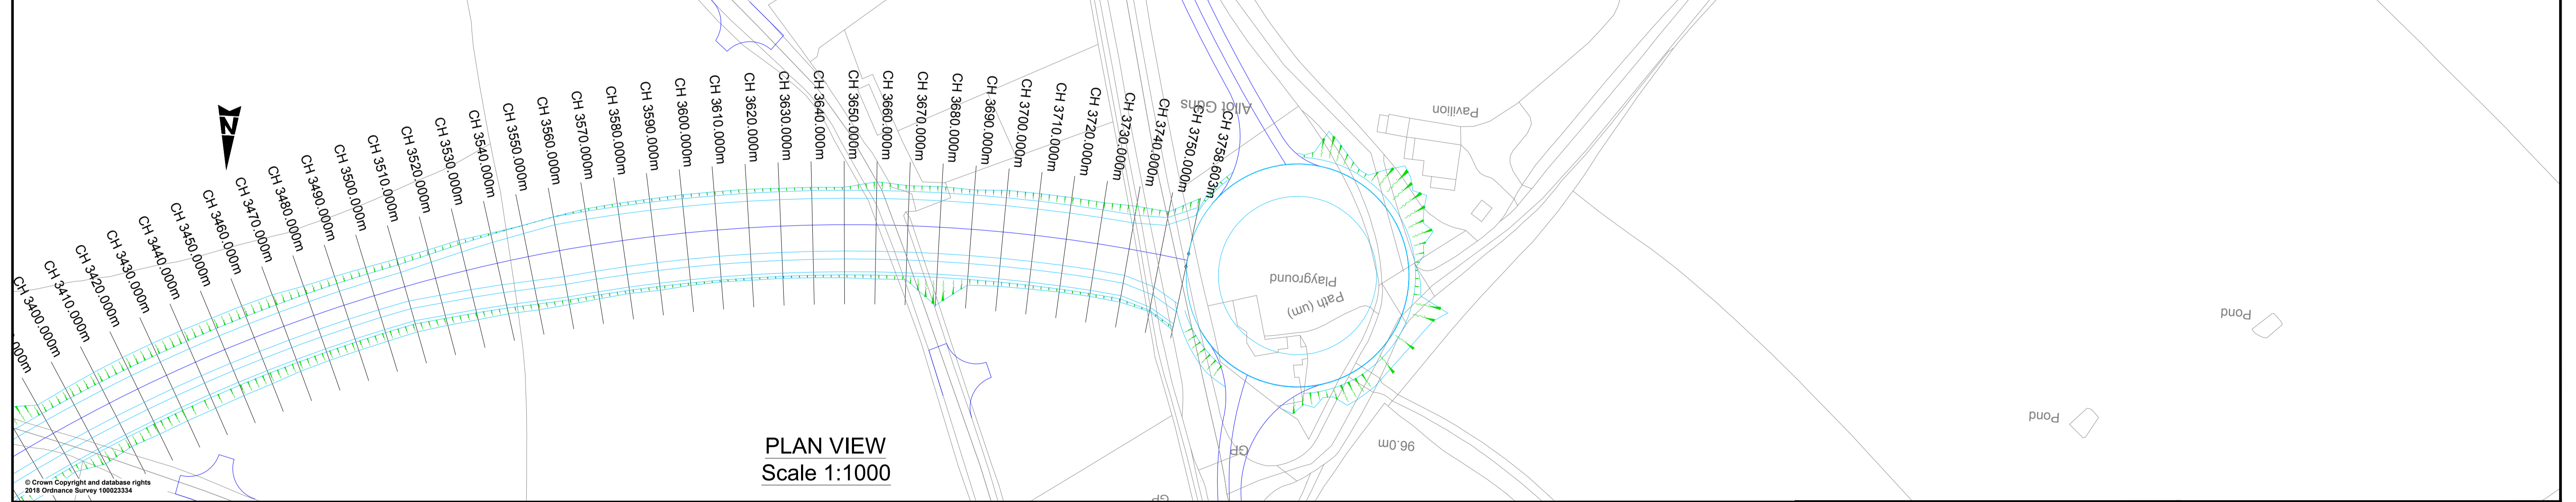 .000m
CH 3400.000m
CH 3410.000m
CH 3420.000m
CH 3430.000m
CH 3440.000m
CH 3450.000m
CH 3460.000m
CH 3470.000m
CH 3480.000m
CH 3490.000m
CH 3500.000m
CH 3510.000m
CH 3520.000m
CH 3530.000m
CH 3540.000m
CH 3550.000m
CH 3560.000m
CH 3570.000m
CH 3580.000m
CH 3590.000m
CH 3600.000m
CH 3610.000m
CH 3620.000m
CH 3630.000m
CH 3640.000m
CH 3650.000m
CH 3660.000m
CH 3670.000m
CH 3680.000m
CH 3690.000m
CH 3700.000m
CH 3710.000m
CH 3720.000m
CH 3730.000m
CH 3740.000m
CH 3750.000m
CH 3758.603m
N
Allot Gdns
Pavilion
Playground
Path (um)
Pond
Pond
96.0m
GP
GP
PLAN VIEW
Scale 1:1000
© Crown Copyright and database rights
2018 Ordnance Survey 100023334